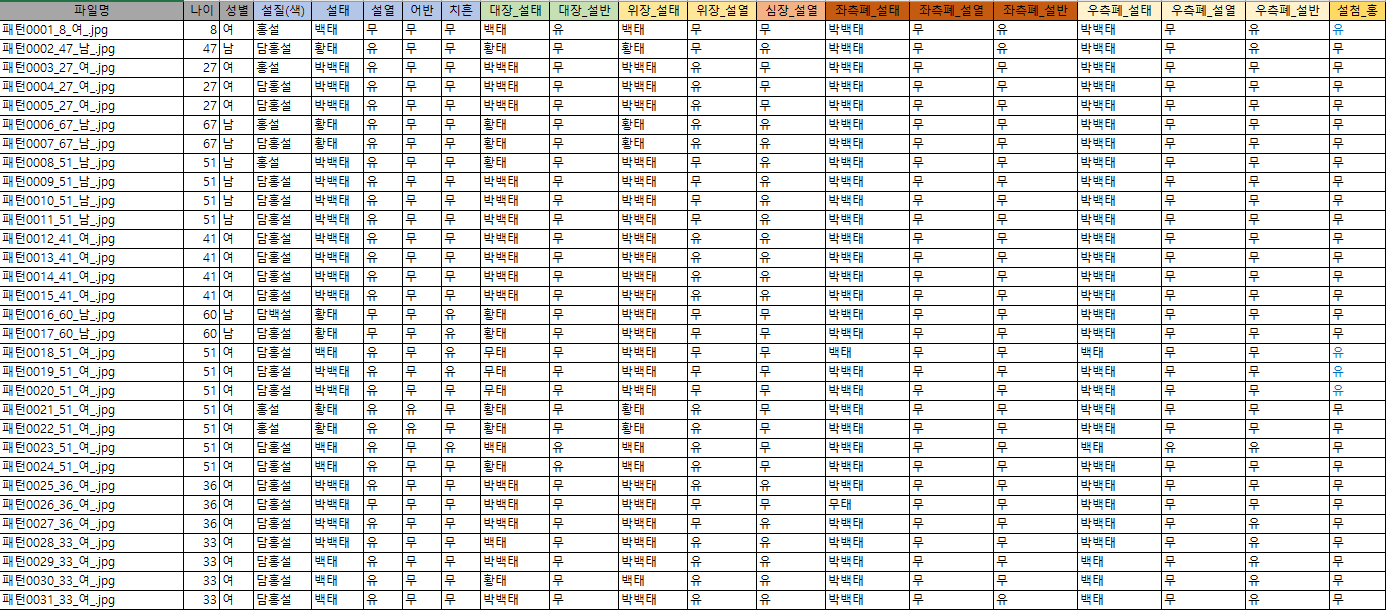 파일명 나이 성별 설질(색) 설태 설열 어반 치흔 대장_설태 대장_설반 위장_설태 위장_설열 심장_설열 좌측폐_설태 좌측폐_설열 좌측폐_설반 우측폐_설태 우측폐_설열 우측폐_설반 설첨_홍
패턴0001_8_여_.jpg 8 여 홍설 백태 무 무 무 백태 유 백태 무 무 박백태 무 유 박백태 무 유 유
패턴0002_47_남_.jpg 47 남 담홍설 황태 유 무 무 황태 무 황태 무 무 박백태 무 유 박백태 무 유 무
패턴0003_27_여_.jpg 27 여 홍설 박백태 유 무 무 박백태 무 박백태 유 무 박백태 무 무 박백태 무 무 무
패턴0004_27_여_.jpg 27 여 담홍설 박백태 유 무 무 박백태 무 박백태 유 무 박백태 무 무 박백태 무 무 무
패턴0005_27_여_.jpg 27 여 담홍설 박백태 유 무 무 박백태 무 박백태 유 무 박백태 무 무 박백태 무 무 무
패턴0006_67_남_.jpg 67 남 홍설 황태 유 무 무 황태 무 황태 유 유 박백태 무 무 박백태 무 무 무
패턴0007_67_남_.jpg 67 남 담홍설 황태 유 무 무 황태 무 황태 유 유 박백태 무 무 박백태 무 무 무
패턴0008_51_남_.jpg 51 남 홍설 박백태 유 무 무 황태 무 박백태 무 유 박백태 무 무 박백태 무 무 무
패턴0009_51_남_.jpg 51 남 담홍설 박백태 유 무 무 박백태 무 박백태 무 유 박백태 무 무 박백태 무 무 무
패턴0010_51_남_.jpg 51 남 담홍설 박백태 유 무 무 박백태 무 박백태 무 유 박백태 무 무 박백태 무 무 무
패턴0011_51_남_.jpg 51 남 담홍설 박백태 유 무 무 박백태 무 박백태 무 유 박백태 무 무 박백태 무 무 무
패턴0012_41_여_.jpg 41 여 담홍설 박백태 유 무 무 박백태 무 박백태 유 유 박백태 무 무 박백태 무 무 무
패턴0013_41_여_.jpg 41 여 담홍설 박백태 유 무 무 박백태 무 박백태 유 유 박백태 무 무 박백태 무 무 무
패턴0014_41_여_.jpg 41 여 담홍설 박백태 유 무 무 박백태 무 박백태 유 유 박백태 무 무 박백태 무 무 무
패턴0015_41_여_.jpg 41 여 담홍설 박백태 유 무 무 박백태 무 박백태 유 유 박백태 무 무 박백태 무 무 무
패턴0016_60_남_.jpg 60 남 담백설 황태 무 무 유 황태 무 박백태 무 무 박백태 무 무 박백태 무 무 무
패턴0017_60_남_.jpg 60 남 담홍설 황태 무 무 유 황태 무 박백태 무 무 박백태 무 무 박백태 무 무 무
패턴0018_51_여_.jpg 51 여 담홍설 백태 유 무 유 무태 무 박백태 무 무 백태 무 무 백태 무 무 유
패턴0019_51_여_.jpg 51 여 담홍설 박백태 유 무 유 무태 무 박백태 무 무 박백태 무 무 박백태 무 무 유
패턴0020_51_여_.jpg 51 여 담홍설 박백태 유 무 무 무태 무 박백태 무 무 박백태 무 무 박백태 무 무 유
패턴0021_51_여_.jpg 51 여 홍설 황태 유 유 무 황태 무 황태 유 무 박백태 무 무 박백태 무 무 무
패턴0022_51_여_.jpg 51 여 홍설 황태 유 유 무 황태 무 황태 유 무 박백태 무 무 박백태 무 무 무
패턴0023_51_여_.jpg 51 여 담홍설 백태 유 무 유 백태 유 백태 유 무 박백태 무 무 백태 유 유 무
패턴0024_51_여_.jpg 51 여 담홍설 백태 유 무 무 황태 유 백태 유 무 박백태 무 무 박백태 무 무 무
패턴0025_36_여_.jpg 36 여 담홍설 박백태 유 무 무 박백태 무 박백태 유 유 박백태 무 무 박백태 무 무 무
패턴0026_36_여_.jpg 36 여 담홍설 박백태 무 무 무 박백태 무 박백태 무 무 무태 무 무 박백태 무 무 무
패턴0027_36_여_.jpg 36 여 담홍설 박백태 유 무 무 박백태 무 박백태 무 유 박백태 무 무 박백태 무 유 무
패턴0028_33_여_.jpg 33 여 담홍설 박백태 유 무 무 백태 무 박백태 유 유 박백태 무 무 박백태 무 유 무
패턴0029_33_여_.jpg 33 여 담홍설 백태 유 무 무 박백태 무 박백태 유 유 박백태 무 무 백태 무 유 무
패턴0030_33_여_.jpg 33 여 담홍설 백태 유 무 무 황태 무 백태 유 유 박백태 무 무 백태 무 유 무
패턴0031_33_여_.jpg 33 여 담홍설 백태 유 무 무 박백태 무 박백태 유 유 박백태 무 유 백태 무 유 무